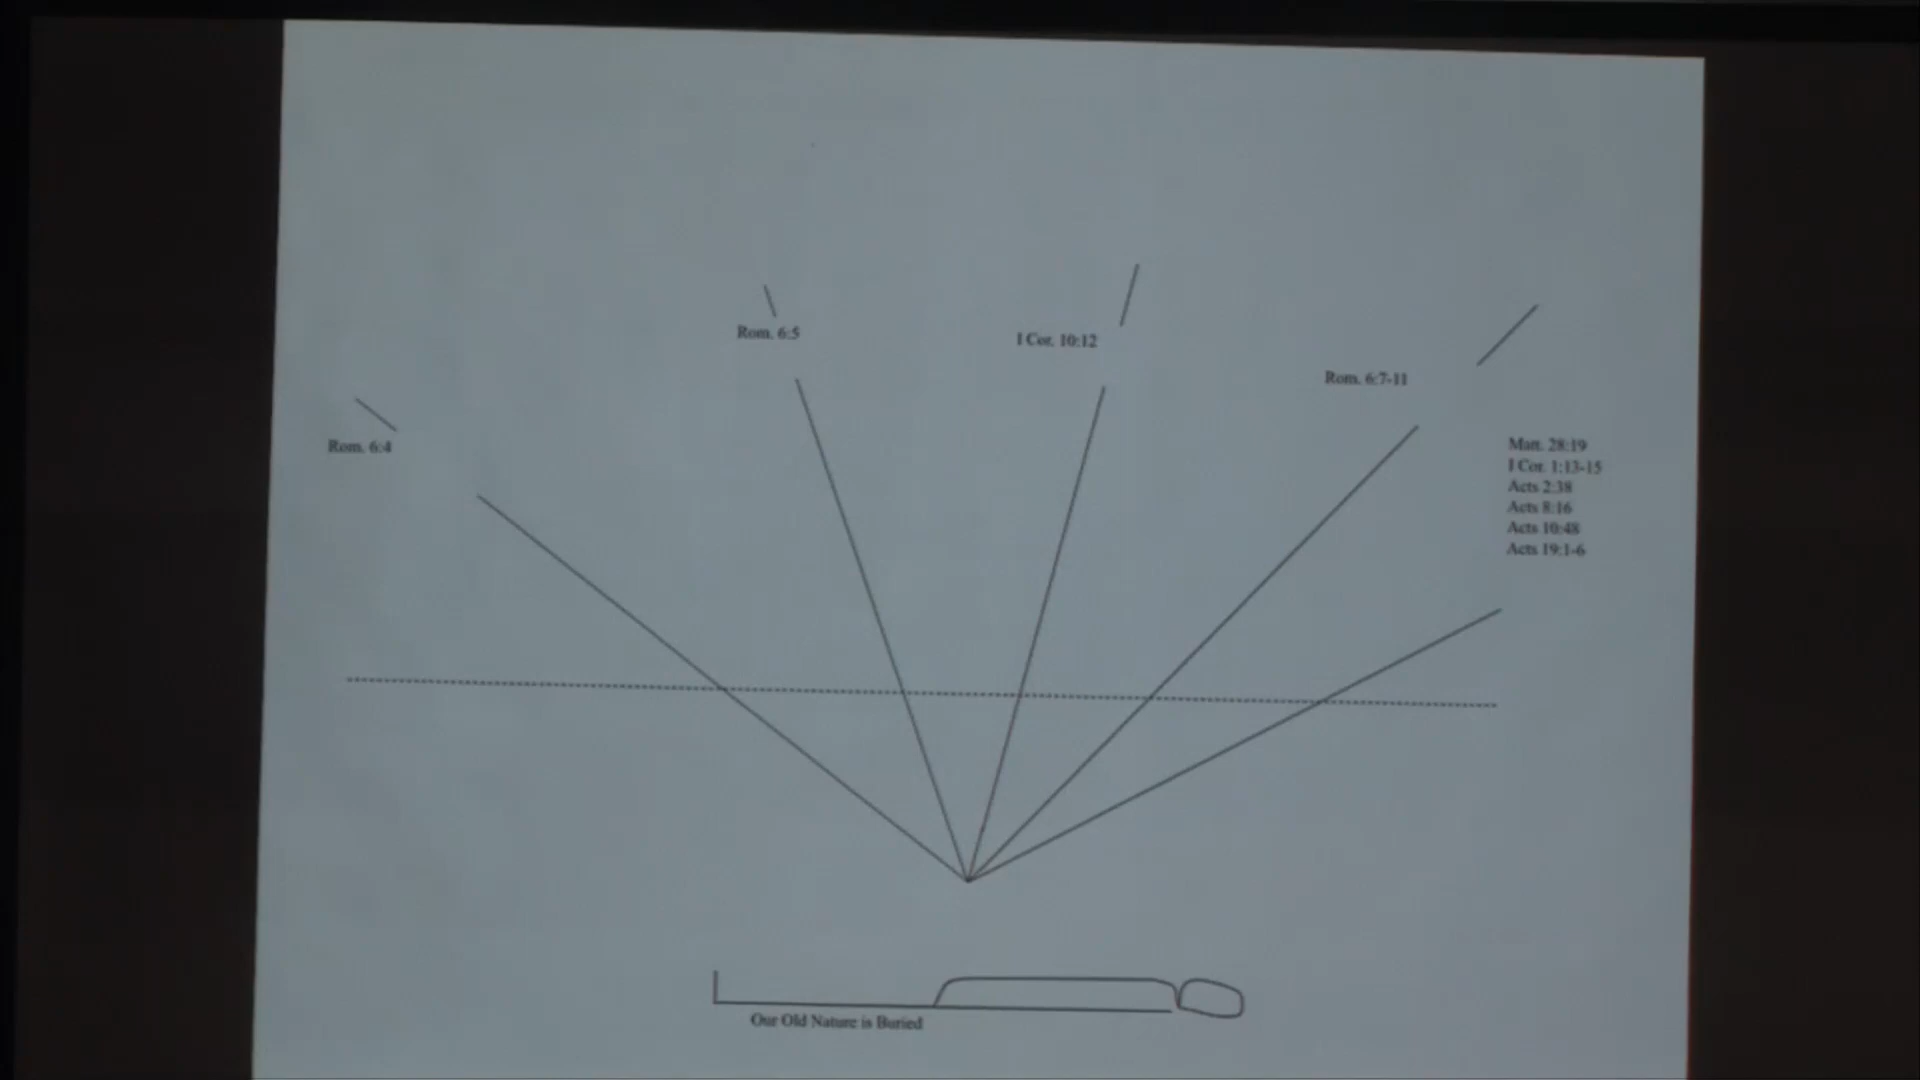 Rom. 6:5
I Cor. 10:12
Rom. 6:7-11
Rom. 6:4
Matt. 28:19
I Cor. 1:13-15
Acts 2:38
Acts 8:16
Acts 10:48
Acts 19:1-6
Our Old Nature is Buried